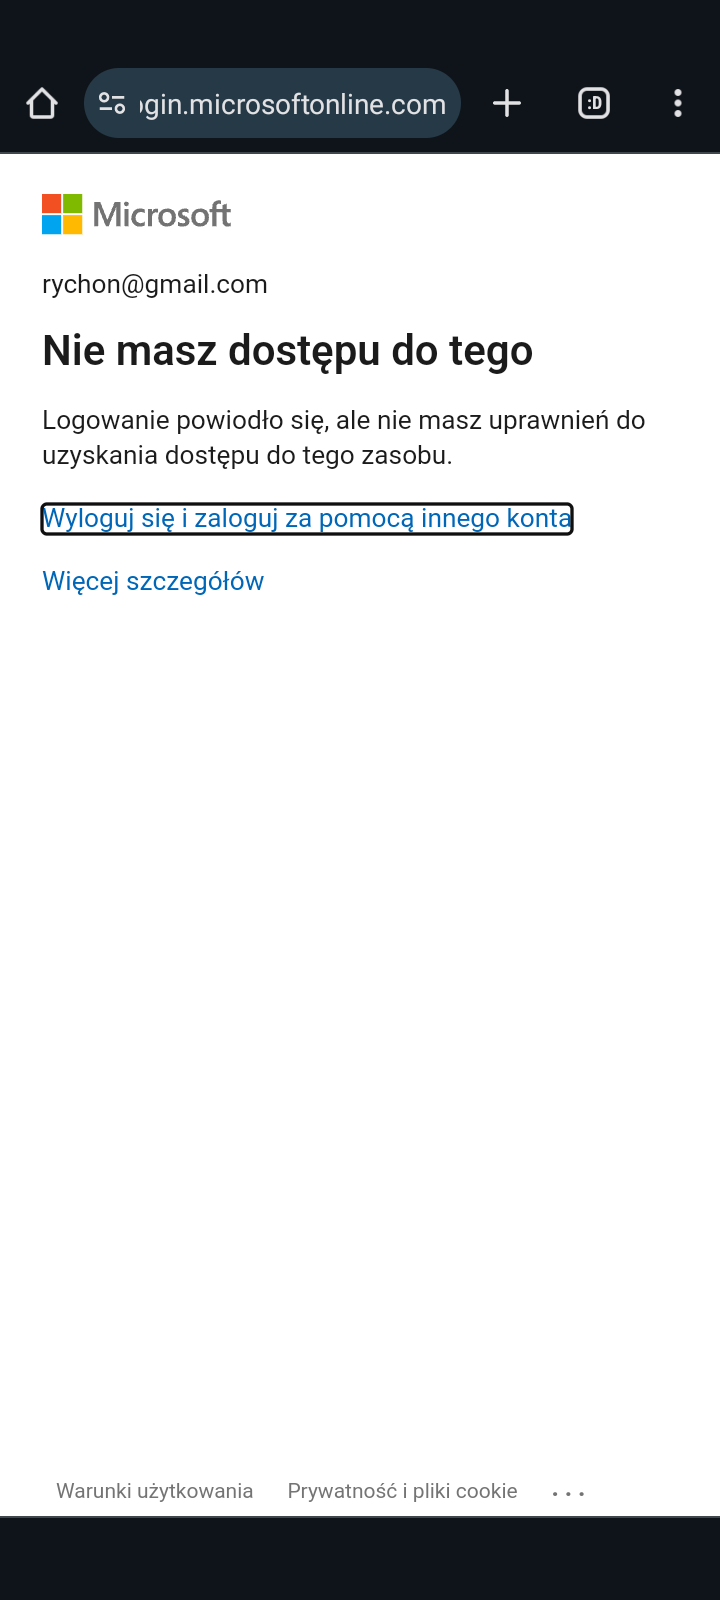 ogin.microsoftonline.com
:D
Microsoft
rychon@gmail.com
Nie masz dostępu do tego
Logowanie powiodło się, ale nie masz uprawnień do
uzyskania dostępu do tego zasobu.
Wyloguj się i zaloguj za pomocą innego konta
Więcej szczegółów
Warunki użytkowania Prywatność i pliki cookie ...